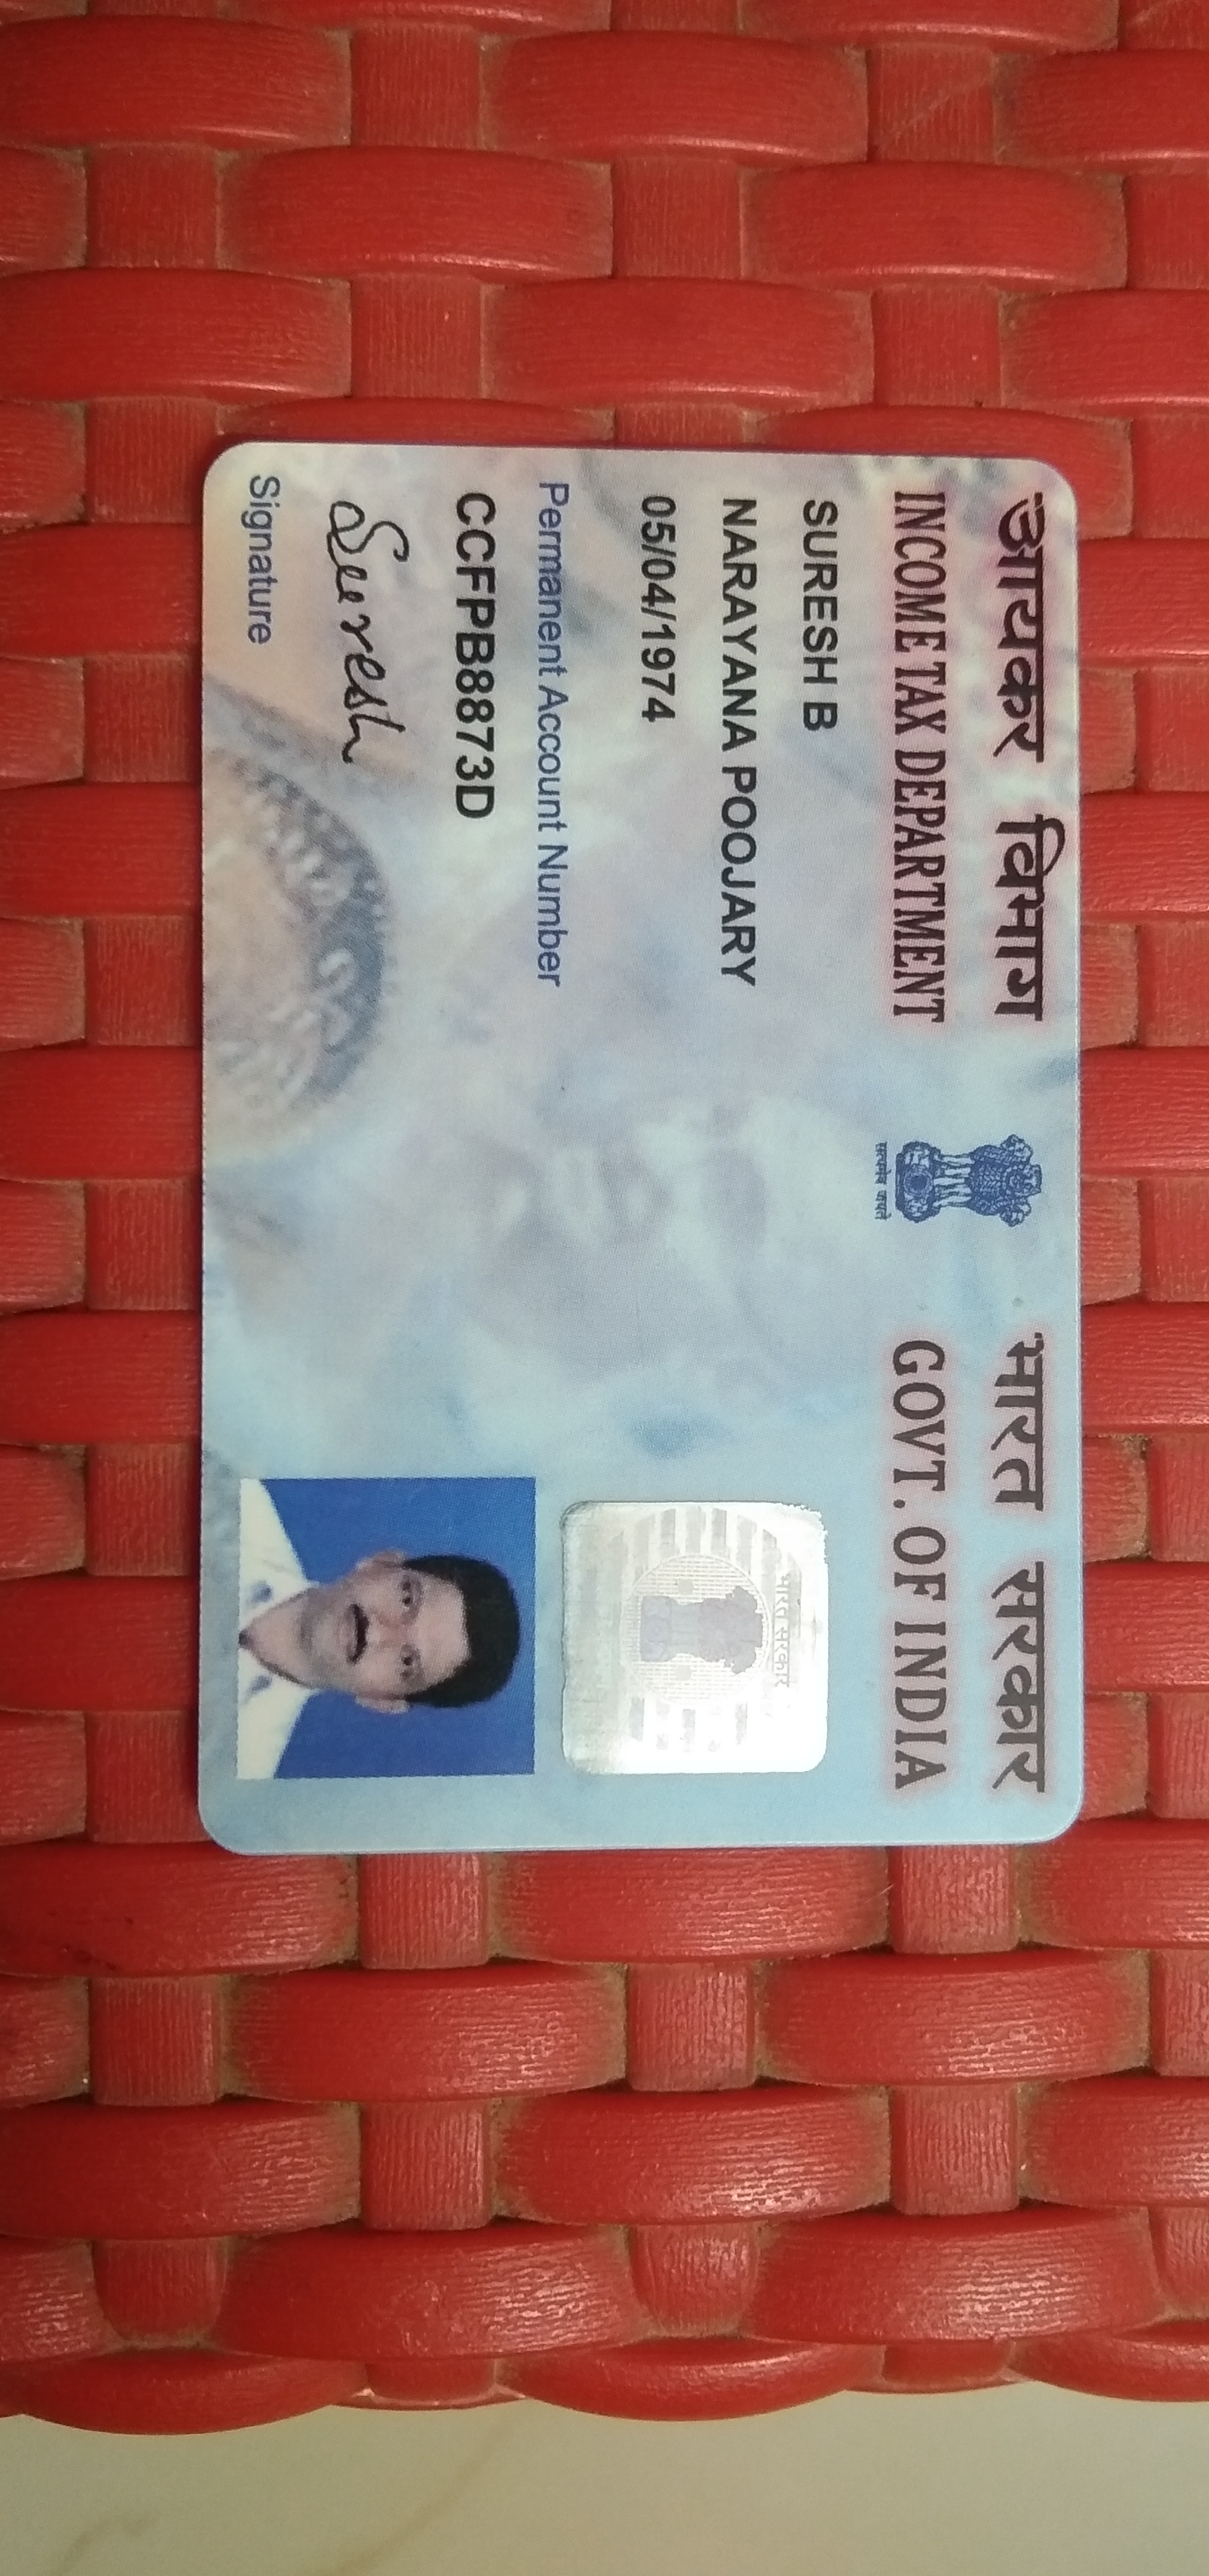 आयकर विभाग
INCOME TAX DEPARTMENT
सत्यमेव जयते
भारत सरकार
GOVT. OF INDIA
SURESH B
NARAYANA POOJARY
05/04/1974
Permanent Account Number
CCFPB8873D
Suresh
Signature
भारत सरकार